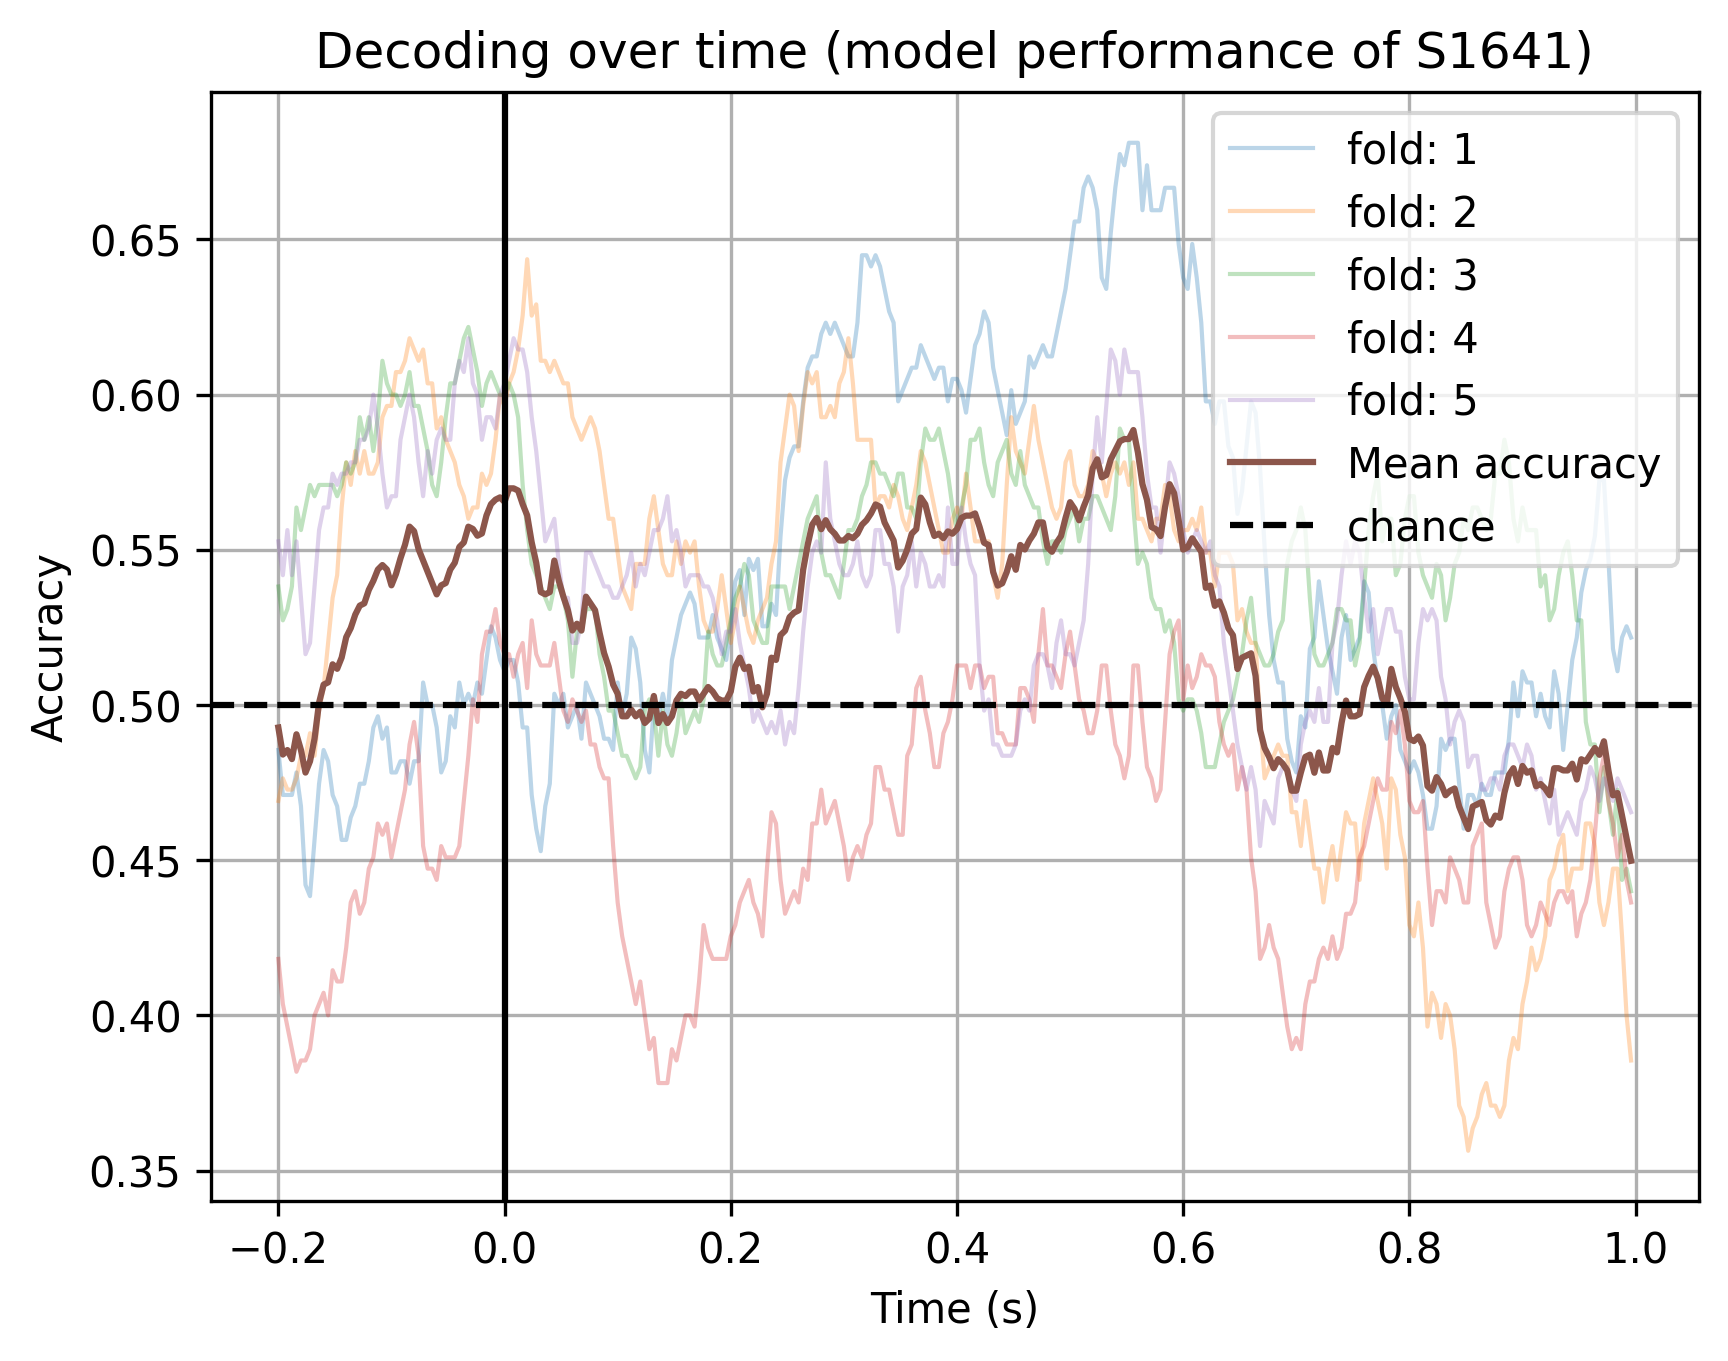 Decoding over time (model performance of S1641)
Accuracy
0.65
0.60
0.55
0.50
0.45
0.40
0.35
fold: 1
fold: 2
fold: 3
fold: 4
fold: 5
Mean accuracy
chance
−0.2 0.0 0.2 0.4 0.6 0.8 1.0
Time (s)